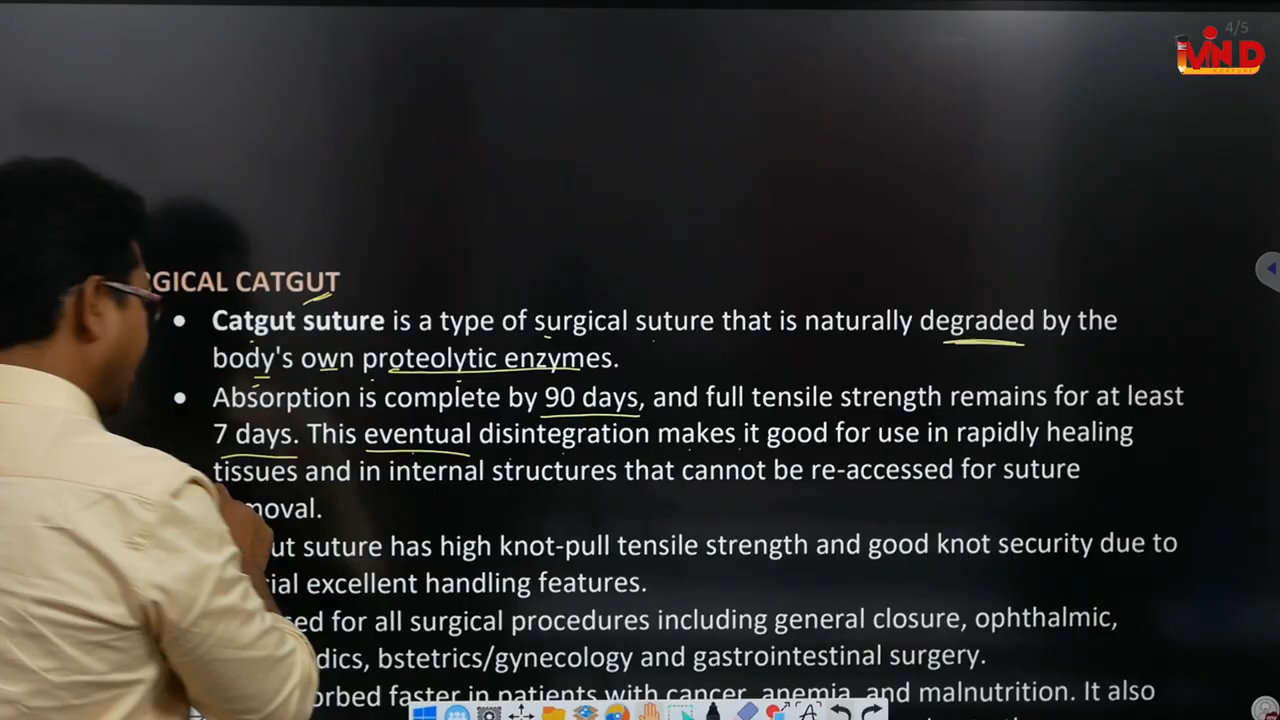 4/5
MIND
GICAL CATGUT
• Catgut suture is a type of surgical suture that is naturally degraded by the
body's own proteolytic enzymes.
• Absorption is complete by 90 days, and full tensile strength remains for at least
7 days. This eventual disintegration makes it good for use in rapidly healing
tissues and in internal structures that cannot be re-accessed for suture
moval.
ut suture has high knot-pull tensile strength and good knot security due to
ial excellent handling features.
ed for all surgical procedures including general closure, ophthalmic,
dics, bstetrics/gynecology and gastrointestinal surgery.
orbed faster in patients with cancer, anemia, and malnutrition. It also